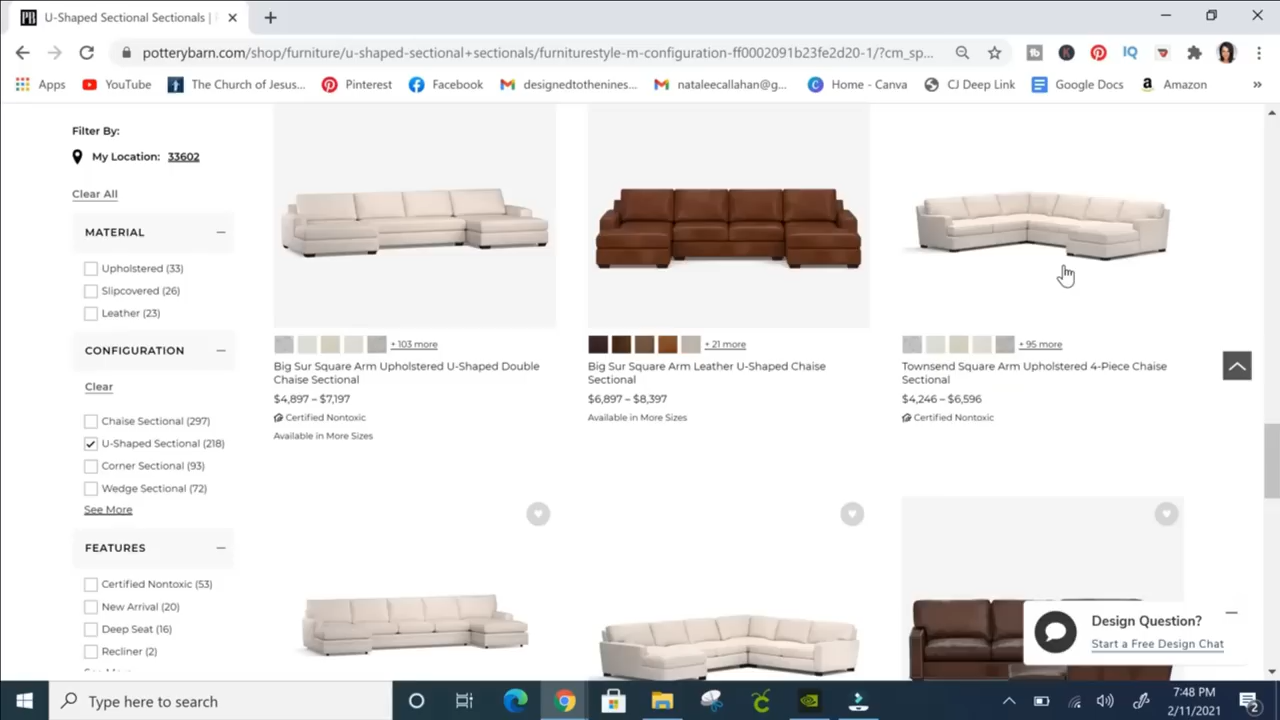 PB U-Shaped Sectional Sectionals |
potterybarn.com/shop/furniture/u-shaped-sectional+sectionals/furniturestyle-m-configuration-ff0002091b23fe2d20-1/?cm_sp...
Apps YouTube The Church of Jesus... Pinterest Facebook designedtothenines... nataleecallahan@g... Home - Canva CJ Deep Link Google Docs Amazon »
Filter By:
My Location: 33602
Clear All
MATERIAL
Upholstered (33)
Slipcovered (26)
Leather (23)
CONFIGURATION
Clear
Chaise Sectional (297)
U-Shaped Sectional (218)
Corner Sectional (93)
Wedge Sectional (72)
See More
FEATURES
Certified Nontoxic (53)
New Arrival (20)
Deep Seat (16)
Recliner (2)
+ 103 more
Big Sur Square Arm Upholstered U-Shaped Double
Chaise Sectional
$4,897 – $7,197
Certified Nontoxic
Available in More Sizes
+ 21 more
Big Sur Square Arm Leather U-Shaped Chaise
Sectional
$6,897 – $8,397
Available in More Sizes
+ 95 more
Townsend Square Arm Upholstered 4-Piece Chaise
Sectional
$4,246 – $6,596
Certified Nontoxic
Design Question?
Start a Free Design Chat
Type here to search
7:48 PM
2/11/2021
2